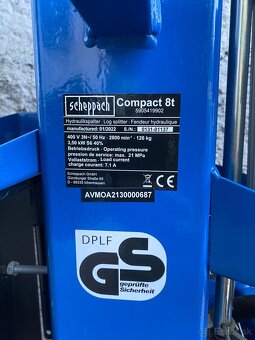 scheppach Compact 8t
5905419902
Hydraulikspalter · Log splitter · Fendeur hydraulique
manufactured: 01/2022 S.N.: 0131-01137
400 V 3N~/ 50 Hz · 2800 min⁻¹ · 126 kg
3,50 kW S6 40%
Betriebsdruck · Operating pressure
pression de service: max. 21 MPa
Volllaststrom · Load current
charge courant: 7,1 A
Scheppach GmbH
Günzburger Straße 69
D - 89335 Ichenhausen
AVMOA2130000687
DPLF
GS
geprüfte
Sicherheit